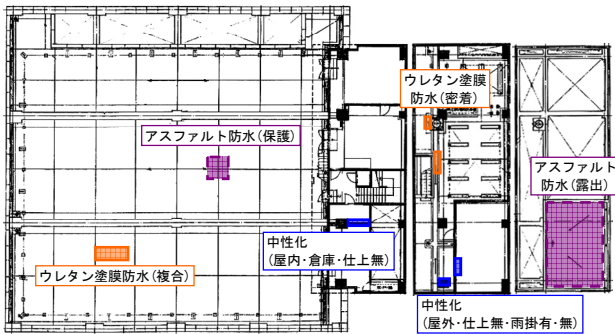 ウレタン塗膜
防水(密着)
アスファルト防水(保護)
アスファルト
防水(露出)
中性化
(屋内・倉庫・仕上無)
ウレタン塗膜防水(複合)
中性化
(屋外・仕上無・雨掛有・無)